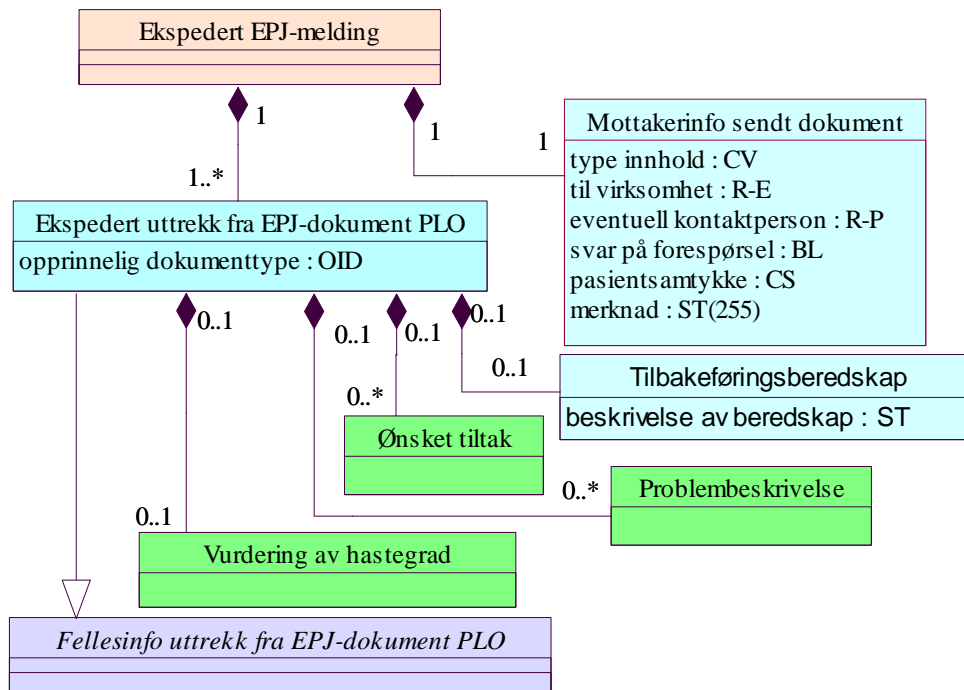 Ekspedert EPJ-melding
1
1
1
1..*
Mottakerinfo sendt dokument
type innhold : CV
til virksomhet : R-E
eventuell kontaktperson : R-P
svar på forespørsel : BL
pasientsamtykke : CS
merknad : ST(255)
Ekspedert uttrekk fra EPJ-dokument PLO
opprinnelig dokumenttype : OID
0..1
0..1
0..1
0..1
0..1
Tilbakeføringsberedskap
beskrivelse av beredskap : ST
0..*
Ønsket tiltak
0..*
Problembeskrivelse
0..1
Vurdering av hastegrad
Fellesinfo uttrekk fra EPJ-dokument PLO